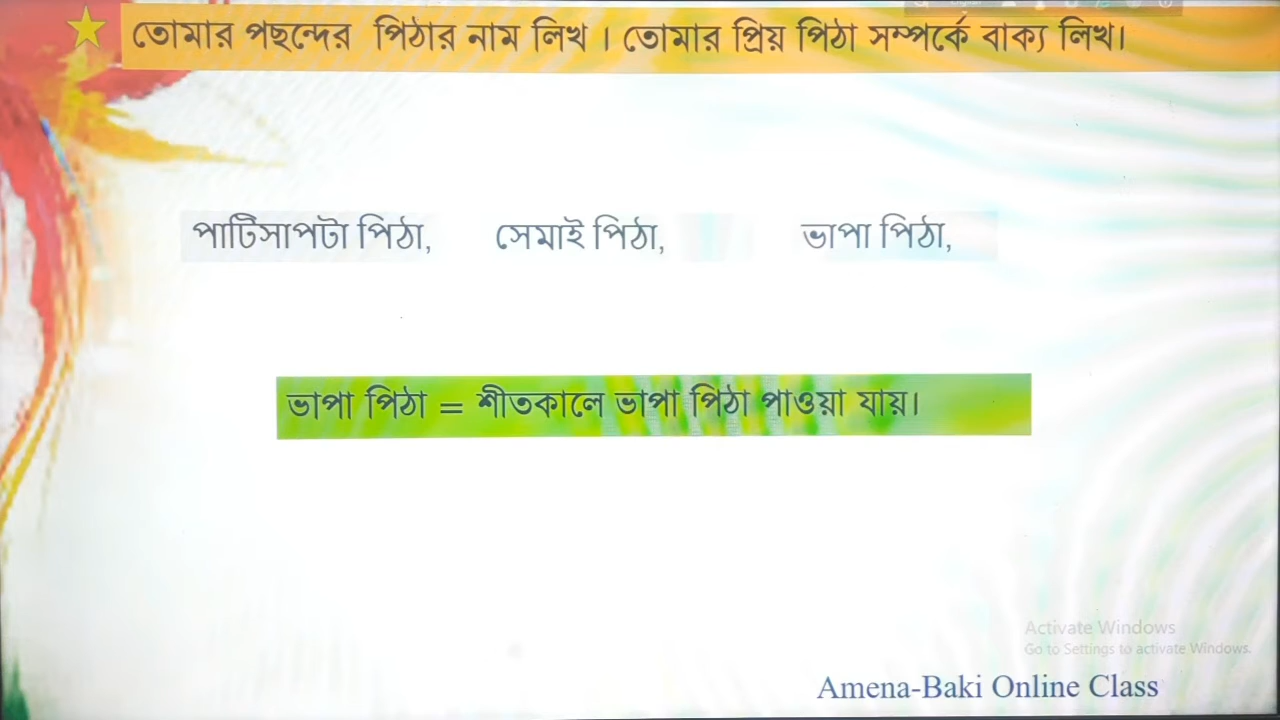 তোমার পছন্দের পিঠার নাম লিখ । তোমার প্রিয় পিঠা সম্পর্কে বাক্য লিখ।
পাটিসাপটা পিঠা, সেমাই পিঠা, ভাপা পিঠা,
ভাপা পিঠা = শীতকালে ভাপা পিঠা পাওয়া যায়।
Activate Windows
Go to Settings to activate Windows.
Amena-Baki Online Class